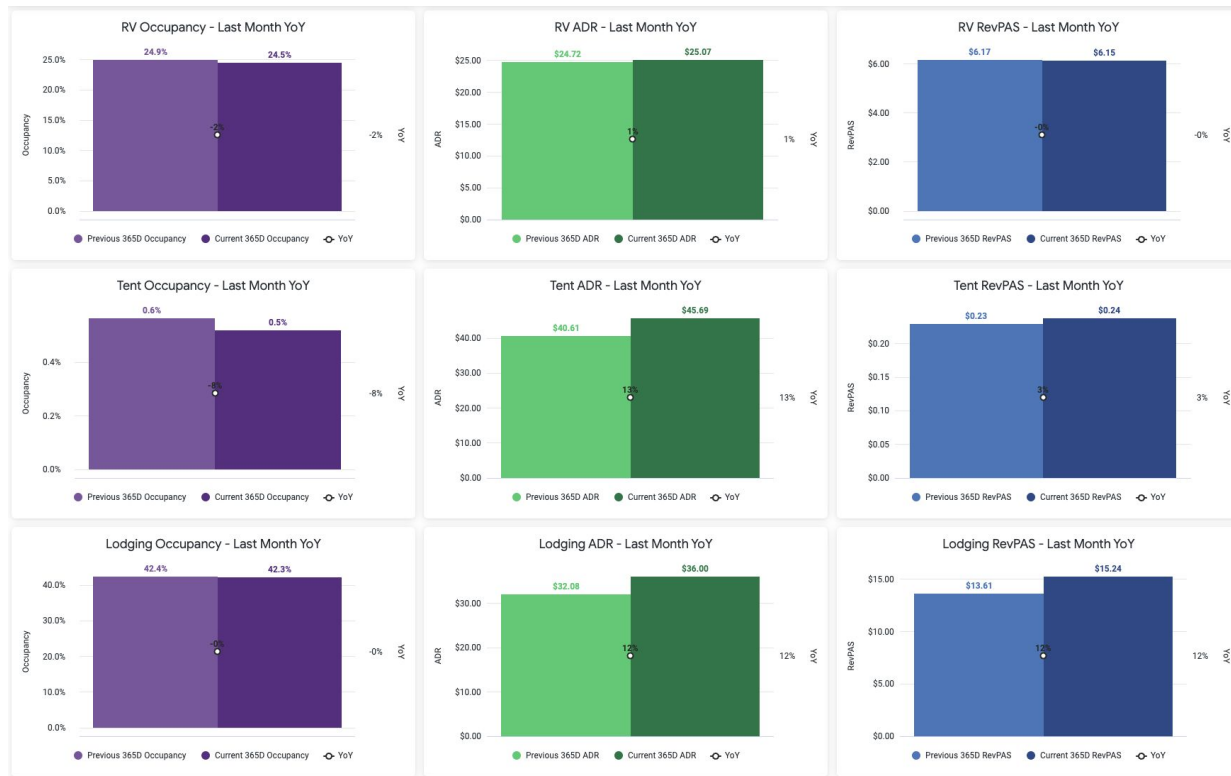 RV Occupancy - Last Month YoY
24.9%
24.5%
25.0%
20.0%
15.0%
10.0%
5.0%
0.0%
Occupancy
-2%
-2%
YoY
Previous 365D Occupancy
Current 365D Occupancy
YoY
RV ADR - Last Month YoY
$24.72
$25.07
$25.00
$20.00
$15.00
$10.00
$5.00
$0.00
ADR
1%
1%
YoY
Previous 365D ADR
Current 365D ADR
YoY
RV RevPAS - Last Month YoY
$6.17
$6.15
$6.00
$4.00
$2.00
$0.00
RevPAS
-0%
-0%
YoY
Previous 365D RevPAS
Current 365D RevPAS
YoY
Tent Occupancy - Last Month YoY
0.6%
0.5%
0.4%
0.2%
0.0%
Occupancy
-8%
-8%
YoY
Previous 365D Occupancy
Current 365D Occupancy
YoY
Tent ADR - Last Month YoY
$40.61
$45.69
$40.00
$30.00
$20.00
$10.00
$0.00
ADR
13%
13%
YoY
Previous 365D ADR
Current 365D ADR
YoY
Tent RevPAS - Last Month YoY
$0.23
$0.24
$0.20
$0.15
$0.10
$0.05
$0.00
RevPAS
3%
3%
YoY
Previous 365D RevPAS
Current 365D RevPAS
YoY
Lodging Occupancy - Last Month YoY
42.4%
42.3%
40.0%
30.0%
20.0%
10.0%
0.0%
Occupancy
-0%
-0%
YoY
Previous 365D Occupancy
Current 365D Occupancy
YoY
Lodging ADR - Last Month YoY
$32.08
$36.00
$30.00
$20.00
$10.00
$0.00
ADR
12%
12%
YoY
Previous 365D ADR
Current 365D ADR
YoY
Lodging RevPAS - Last Month YoY
$13.61
$15.24
$15.00
$10.00
$5.00
$0.00
RevPAS
12%
12%
YoY
Previous 365D RevPAS
Current 365D RevPAS
YoY